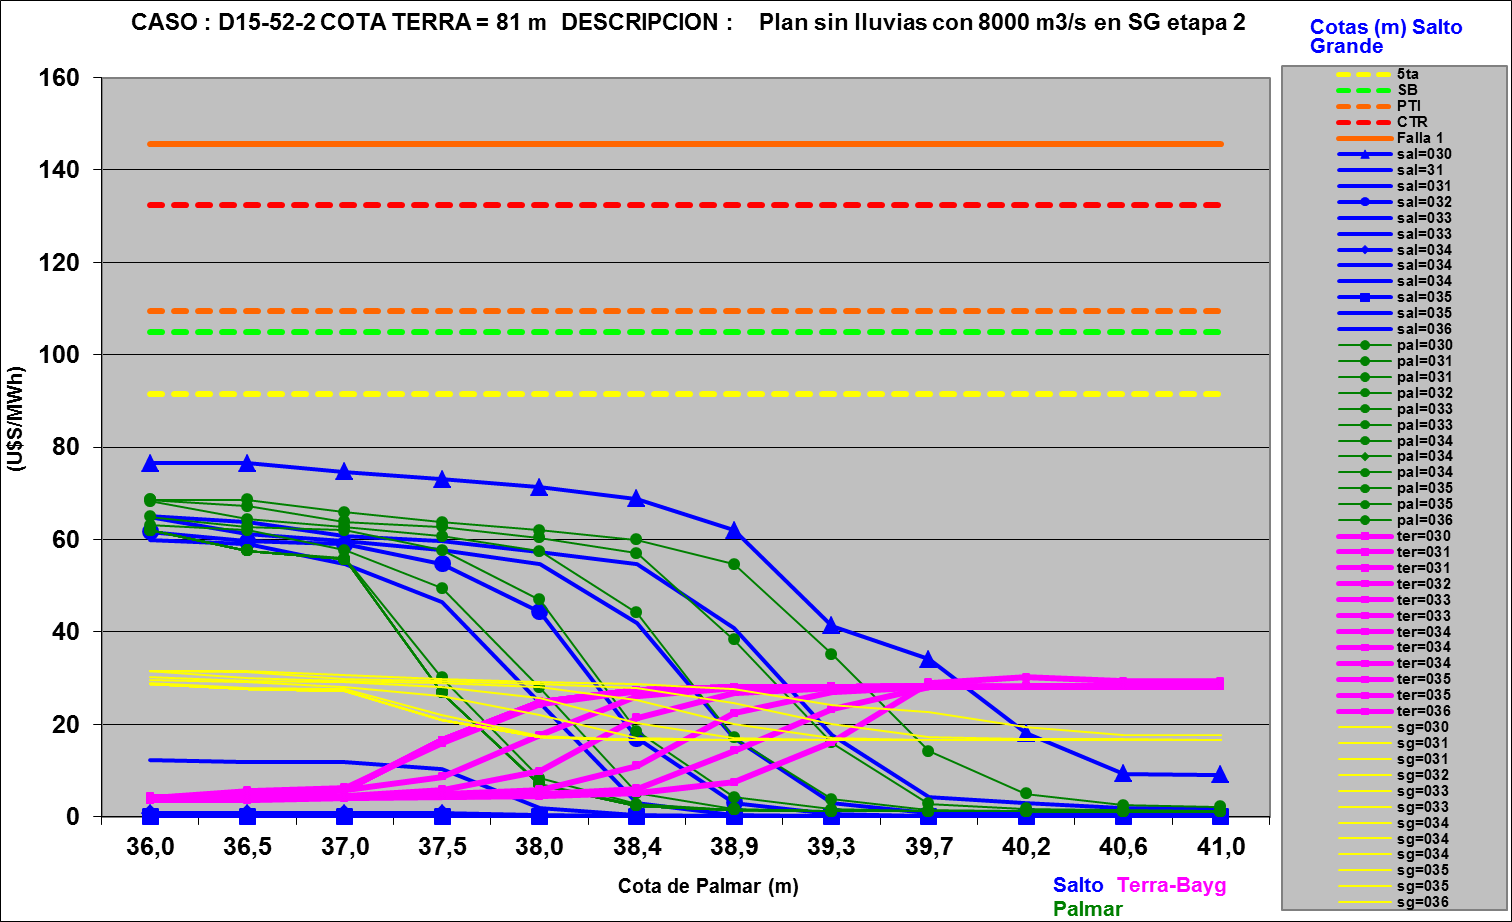 CASO : D15-52-2 COTA TERRA = 81 m DESCRIPCION : Plan sin lluvias con 8000 m3/s en SG etapa 2
Cotas (m) Salto
Grande
160
140
120
100
80
60
40
20
0
(U$S/MWh)
36,0 36,5 37,0 37,5 38,0 38,4 38,9 39,3 39,7 40,2 40,6 41,0
Cota de Palmar (m)
Salto Terra-Bayg
Palmar
5ta
SB
PTI
CTR
Falla 1
sal=030
sal=31
sal=031
sal=032
sal=033
sal=033
sal=034
sal=034
sal=034
sal=035
sal=035
sal=036
pal=030
pal=031
pal=031
pal=032
pal=033
pal=033
pal=034
pal=034
pal=034
pal=035
pal=035
pal=036
ter=030
ter=031
ter=031
ter=032
ter=033
ter=033
ter=034
ter=034
ter=034
ter=035
ter=035
ter=036
sg=030
sg=031
sg=031
sg=032
sg=033
sg=033
sg=034
sg=034
sg=034
sg=035
sg=035
sg=036